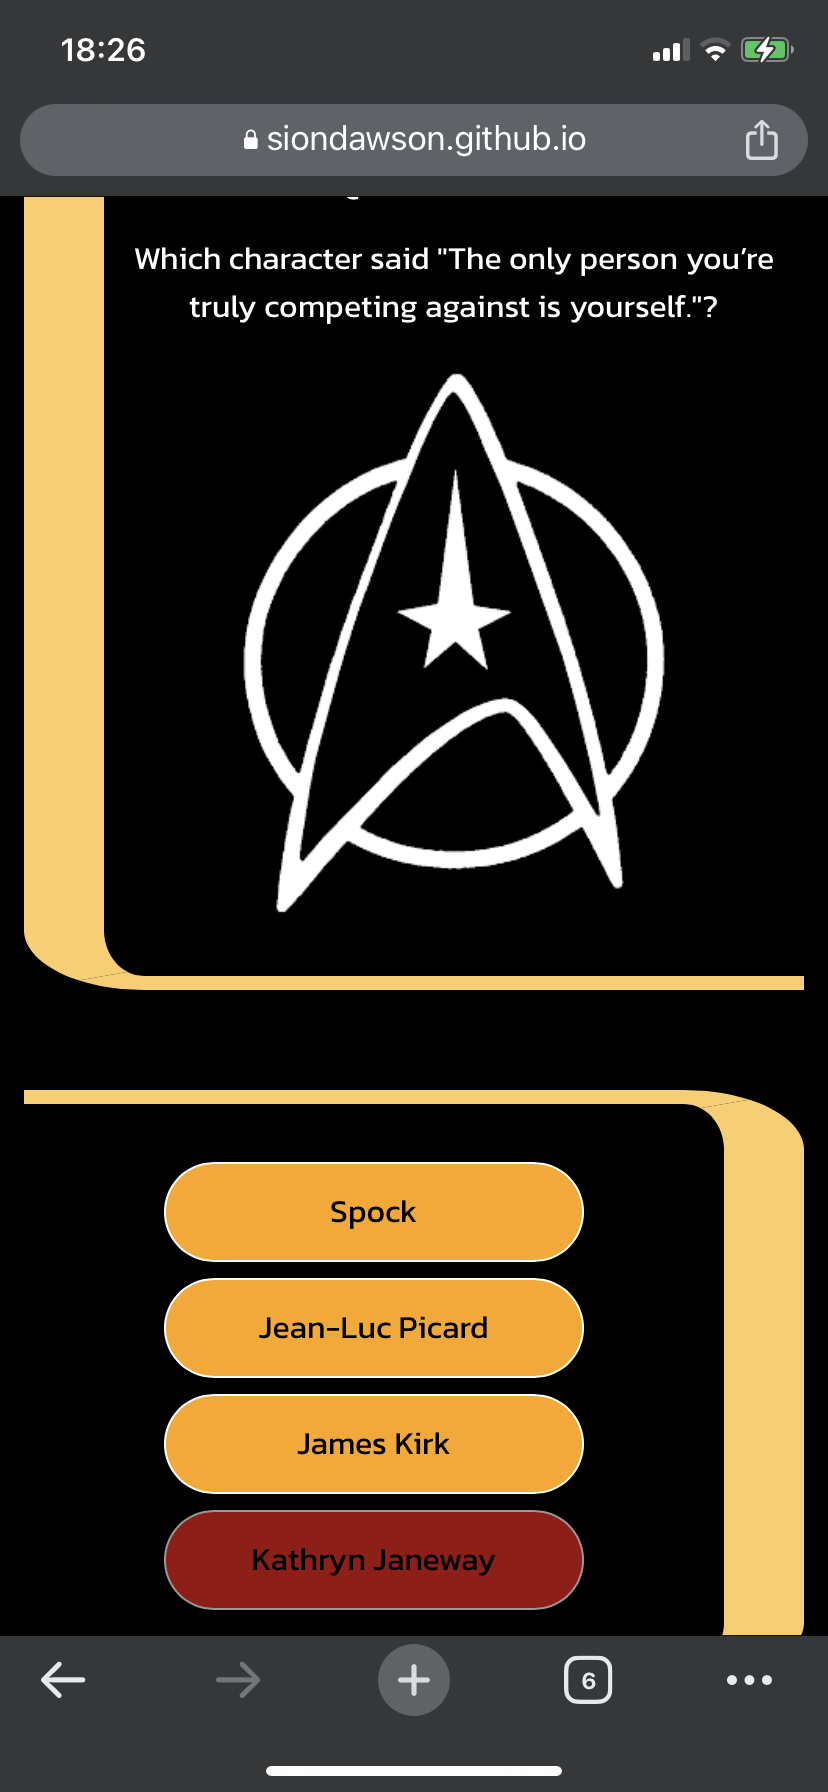 18:26
siondawson.github.io
Which character said "The only person you’re
truly competing against is yourself."?
Spock
Jean-Luc Picard
James Kirk
Kathryn Janeway
6